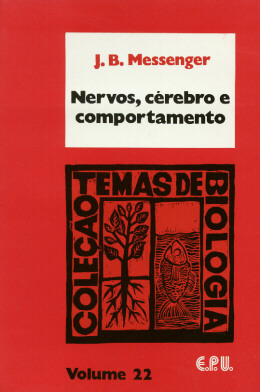 J. B. Messenger
Nervos, cérebro e
comportamento
COLEÇÃO
TEMAS DE
BIOLOGIA
Volume 22
E.P.U.